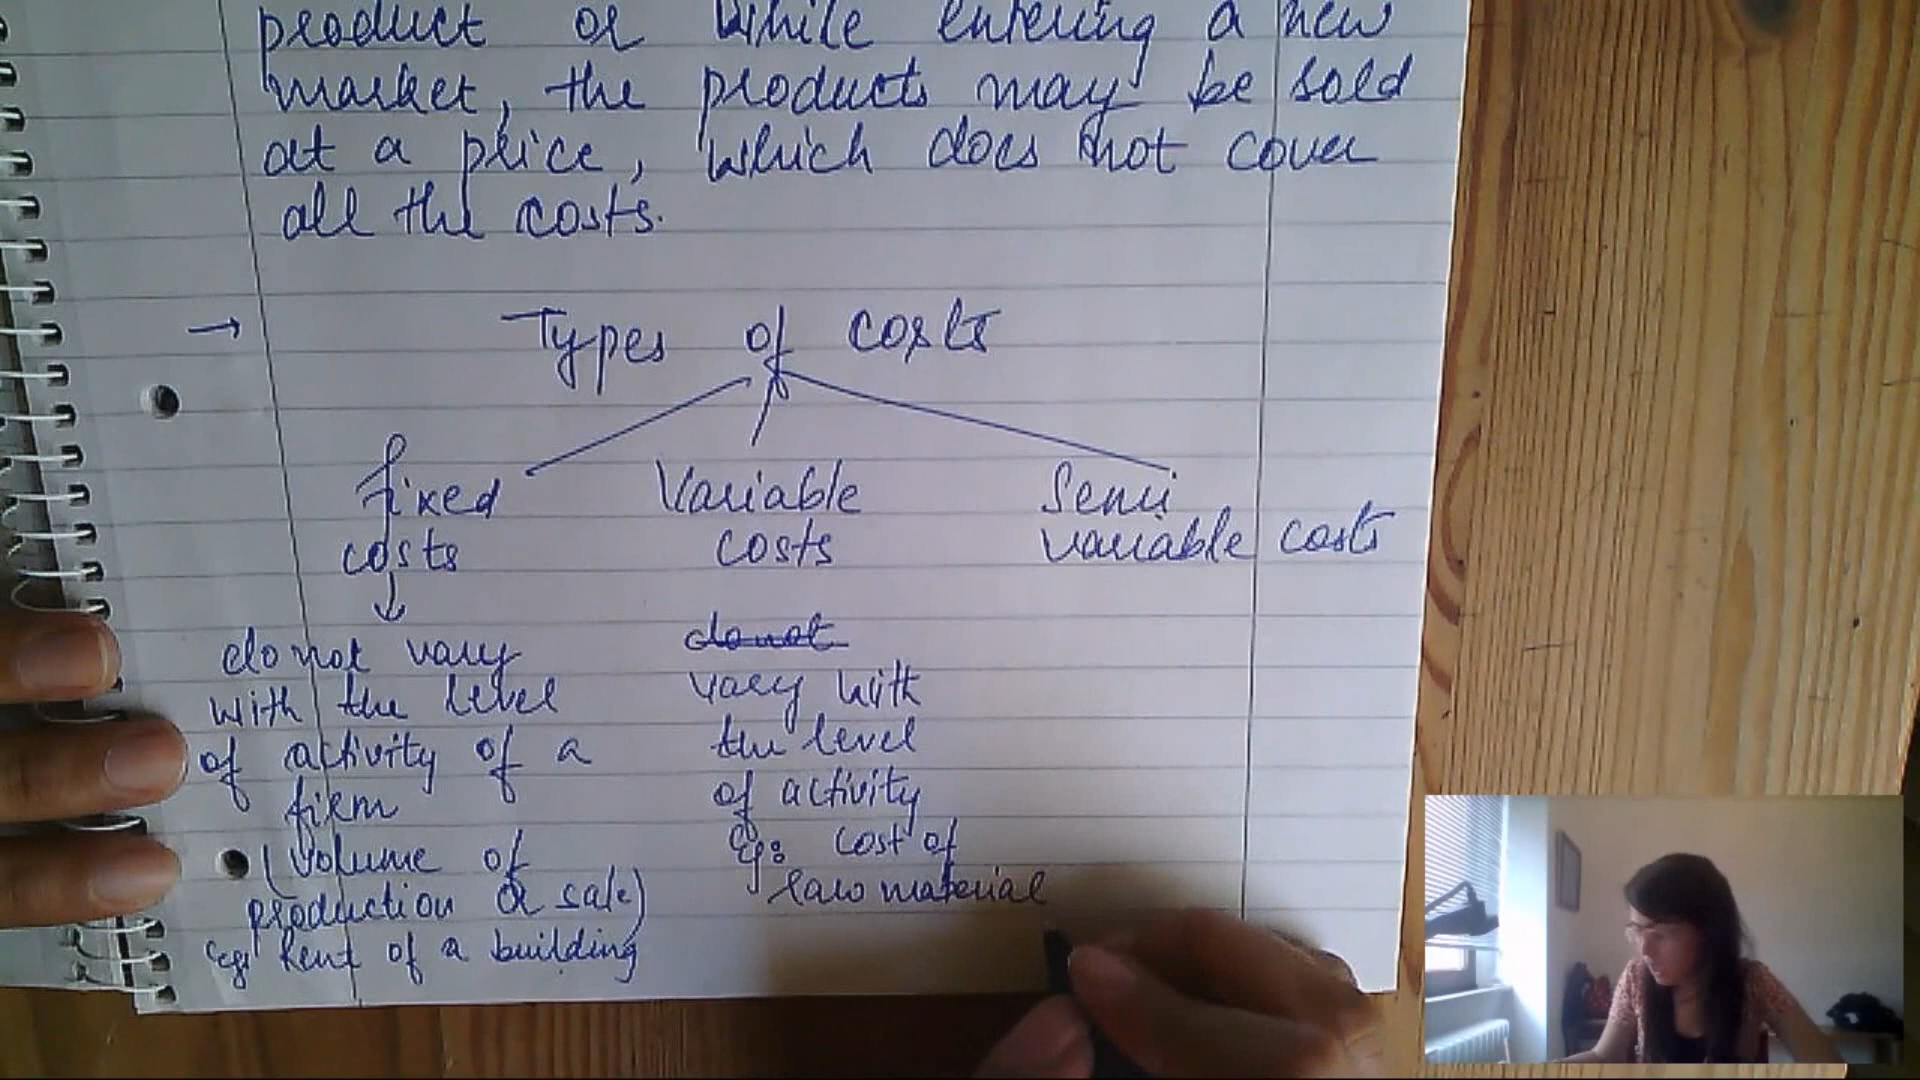 product or while entering a new
market, the products may be sold
at a price, which does not cover
all the costs.
→ Types of costs
fixed
costs
↓
do not vary
with the level
of activity of a
firm
(volume of
production or sale)
eg: Rent of a building
Variable
costs
do not
vary with
the level
of activity
Eg: cost of
raw material
Semi
variable costs